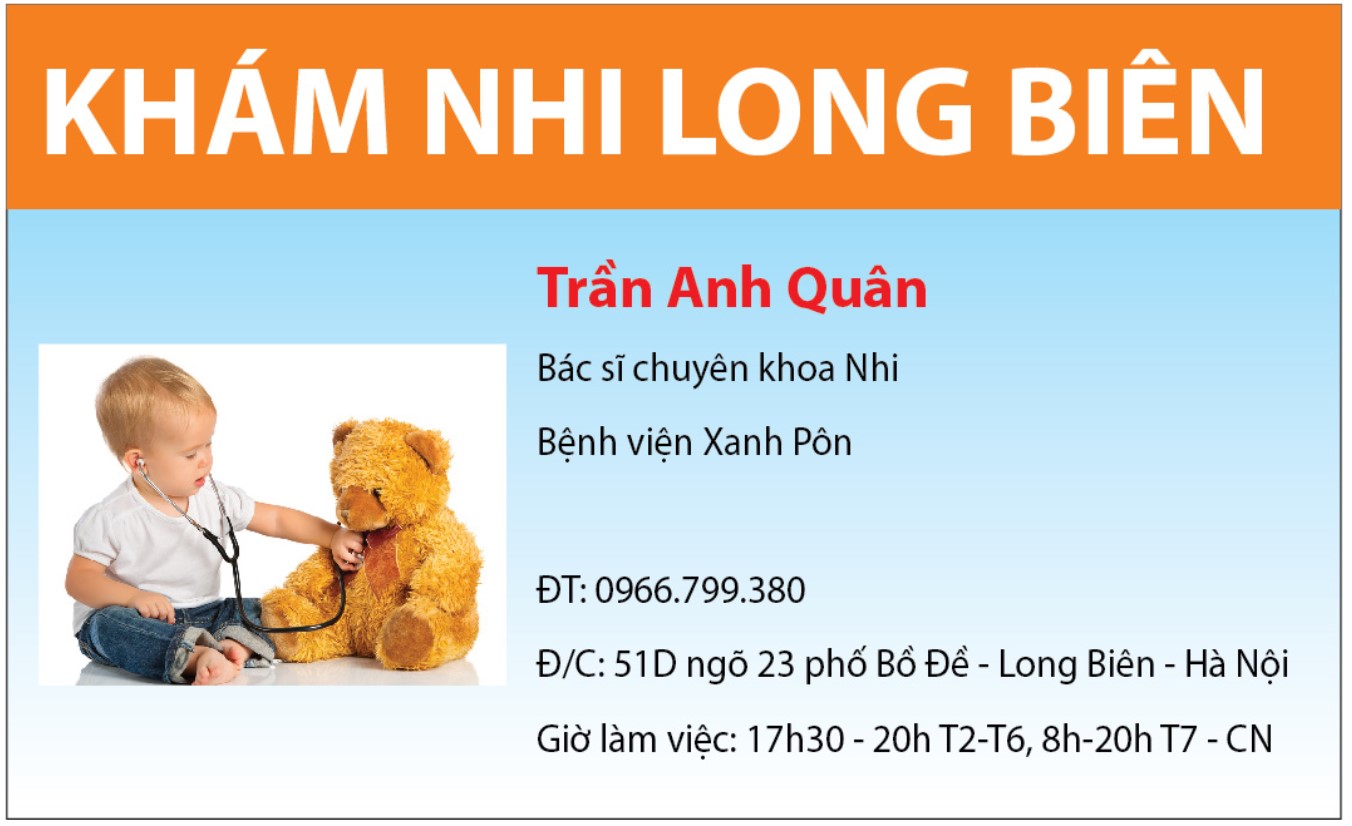 KHÁM NHI LONG BIÊN
Trần Anh Quân
Bác sĩ chuyên khoa Nhi
Bệnh viện Xanh Pôn
ĐT: 0966.799.380
Đ/C: 51D ngõ 23 phố Bồ Đề - Long Biên - Hà Nội
Giờ làm việc: 17h30 - 20h T2-T6, 8h-20h T7 - CN